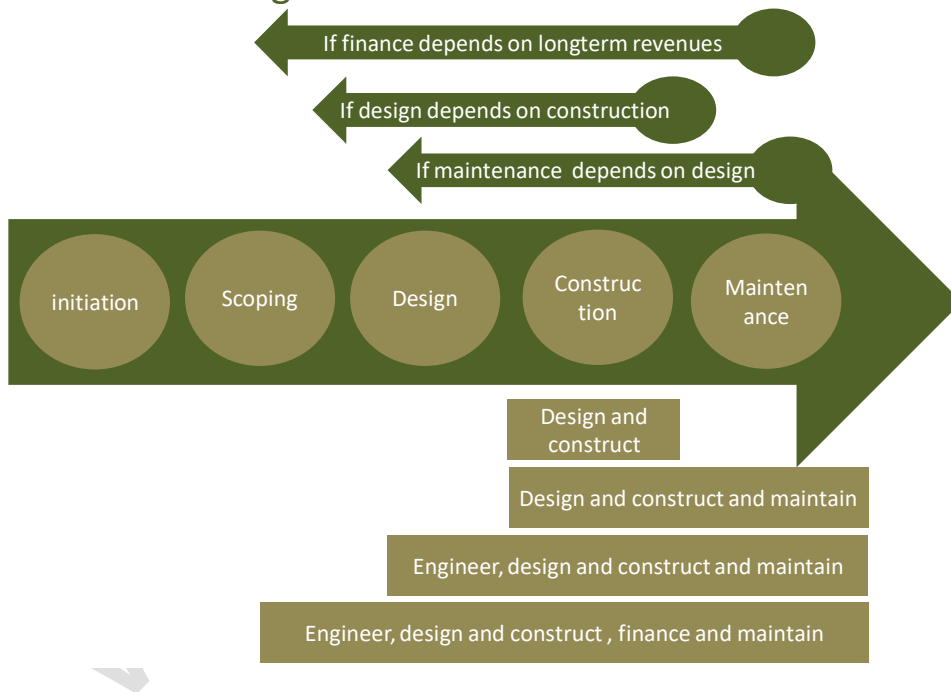 If finance depends on longterm revenues
If design depends on construction
If maintenance depends on design
initiation
Scoping
Design
Construc
tion
Mainten
ance
Design and
construct
Design and construct and maintain
Engineer, design and construct and maintain
Engineer, design and construct , finance and maintain